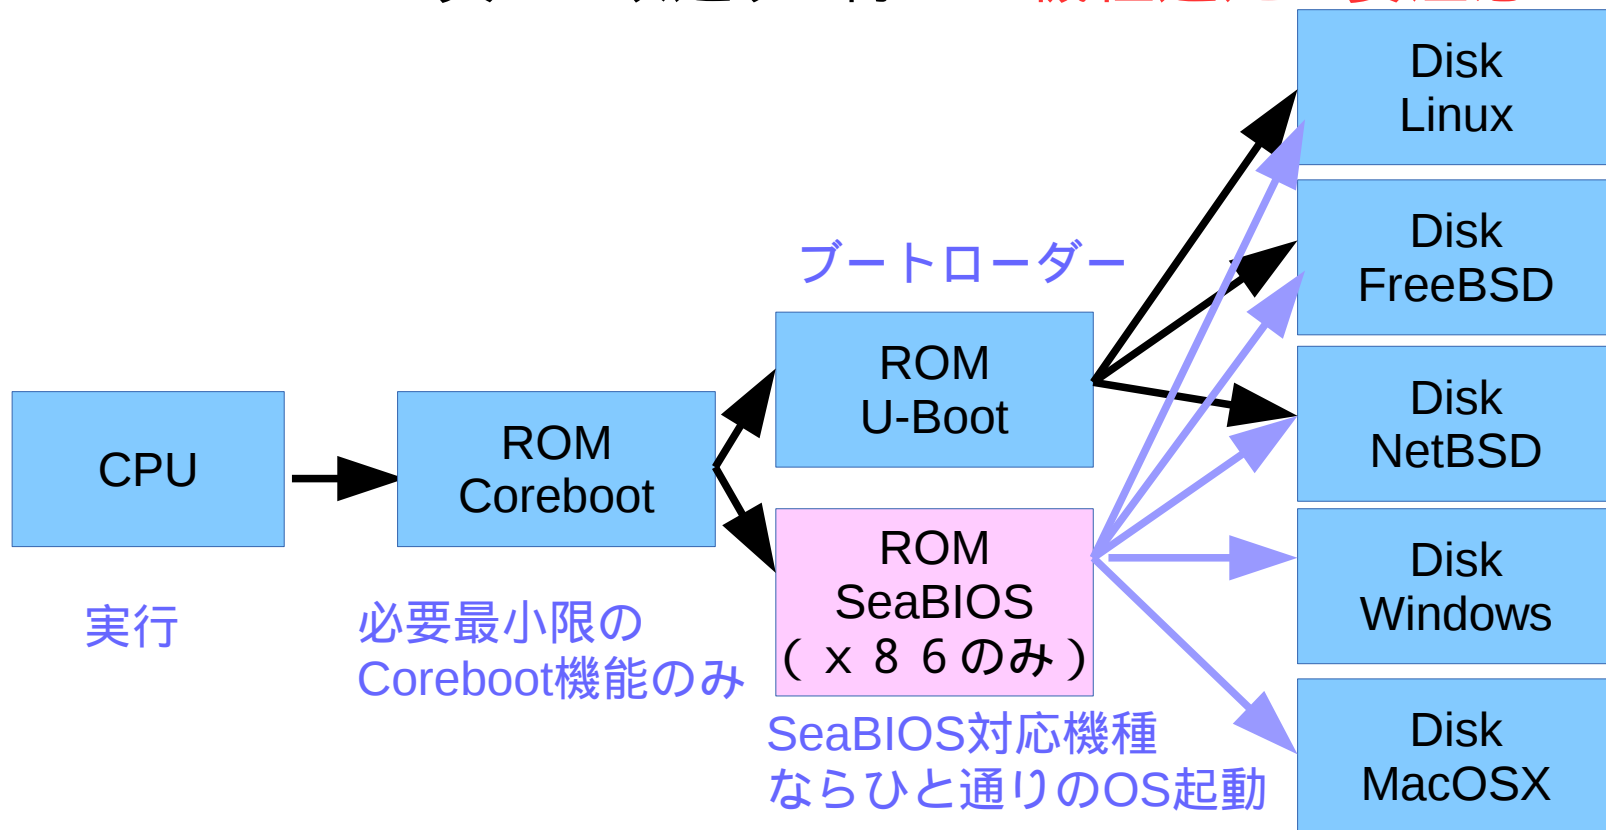 Disk
Linux
Disk
FreeBSD
ブートローダー
ROM
U-Boot
Disk
NetBSD
CPU
ROM
Coreboot
ROM
SeaBIOS
(ｘ８６のみ)
Disk
Windows
実行
必要最小限の
Coreboot機能のみ
SeaBIOS対応機種
ならひと通りのOS起動
Disk
MacOSX